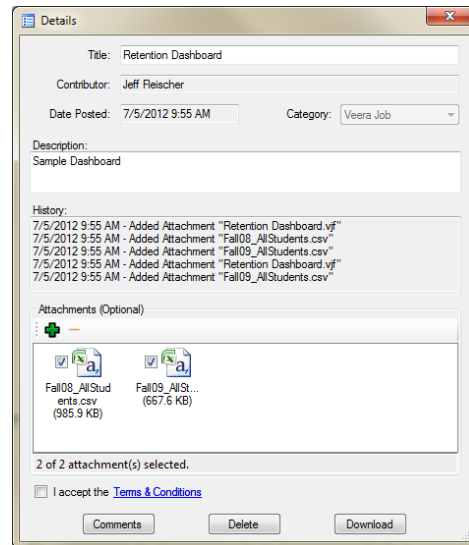 Details
Title: Retention Dashboard
Contributor: Jeff Fleischer
Date Posted: 7/5/2012 9:55 AM Category: Veera Job
Description:
Sample Dashboard
History:
7/5/2012 9:55 AM - Added Attachment "Retention Dashboard.vjf"
7/5/2012 9:55 AM - Added Attachment "Fall08_AllStudents.csv"
7/5/2012 9:55 AM - Added Attachment "Fall09_AllStudents.csv"
7/5/2012 9:55 AM - Added Attachment "Retention Dashboard.vjf"
7/5/2012 9:55 AM - Added Attachment "Fall09_AllStudents.csv"
Attachments (Optional)
a, a,
Fall08_AllStud Fall09_AllSt...
ents.csv (667.6 KB)
(985.9 KB)
2 of 2 attachment(s) selected.
I accept the Terms & Conditions
Comments Delete Download